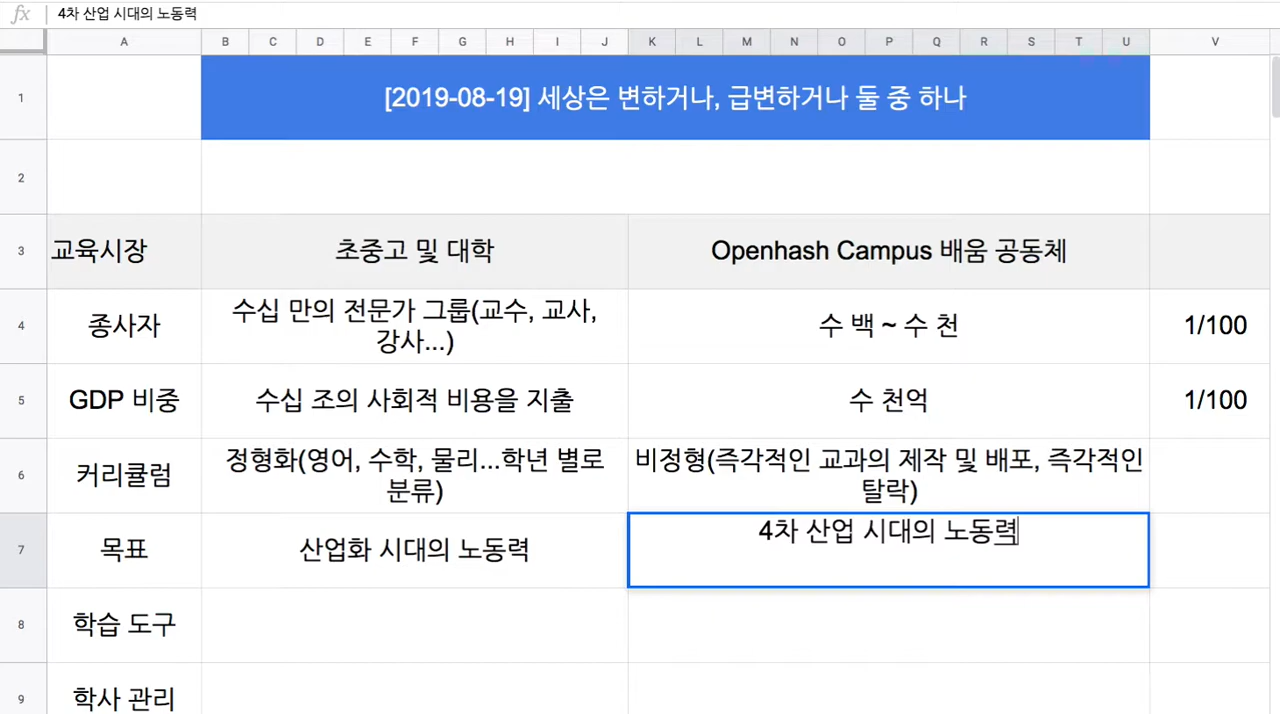 fx 4차 산업 시대의 노동력
A B C D E F G H I J K L M N O P Q R S T U V
1 [2019-08-19] 세상은 변하거나, 급변하거나 둘 중 하나
2
3 교육시장 초중고 및 대학 Openhash Campus 배움 공동체
4 종사자 수십 만의 전문가 그룹(교수, 교사, 수 백 ~ 수 천 1/100
강사...)
5 GDP 비중 수십 조의 사회적 비용을 지출 수 천억 1/100
6 커리큘럼 정형화(영어, 수학, 물리...학년 별로 비정형(즉각적인 교과의 제작 및 배포, 즉각적인
분류) 탈락)
7 목표 산업화 시대의 노동력 4차 산업 시대의 노동력
8 학습 도구
9 학사 관리